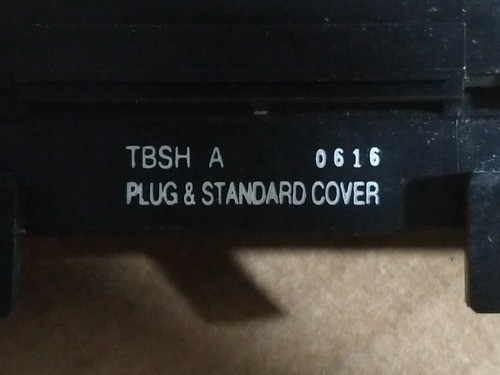 TBSH A 0616
PLUG & STANDARD COVER